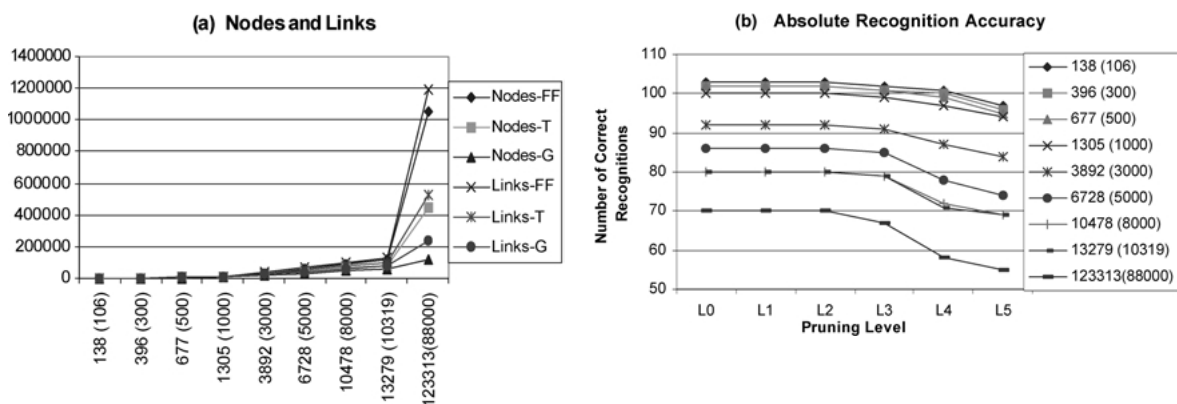 (a) Nodes and Links
1400000
1200000
1000000
800000
600000
400000
200000
0
138 (106)
396 (300)
677 (500)
1305 (1000)
3892 (3000)
6728 (5000)
10478 (8000)
13279 (10319)
123313(88000)
Nodes-FF
Nodes-T
Nodes-G
Links-FF
Links-T
Links-G
(b) Absolute Recognition Accuracy
Number of Correct
Recognitions
110
100
90
80
70
60
50
L0 L1 L2 L3 L4 L5
Pruning Level
138 (106)
396 (300)
677 (500)
1305 (1000)
3892 (3000)
6728 (5000)
10478 (8000)
13279 (10319)
123313(88000)